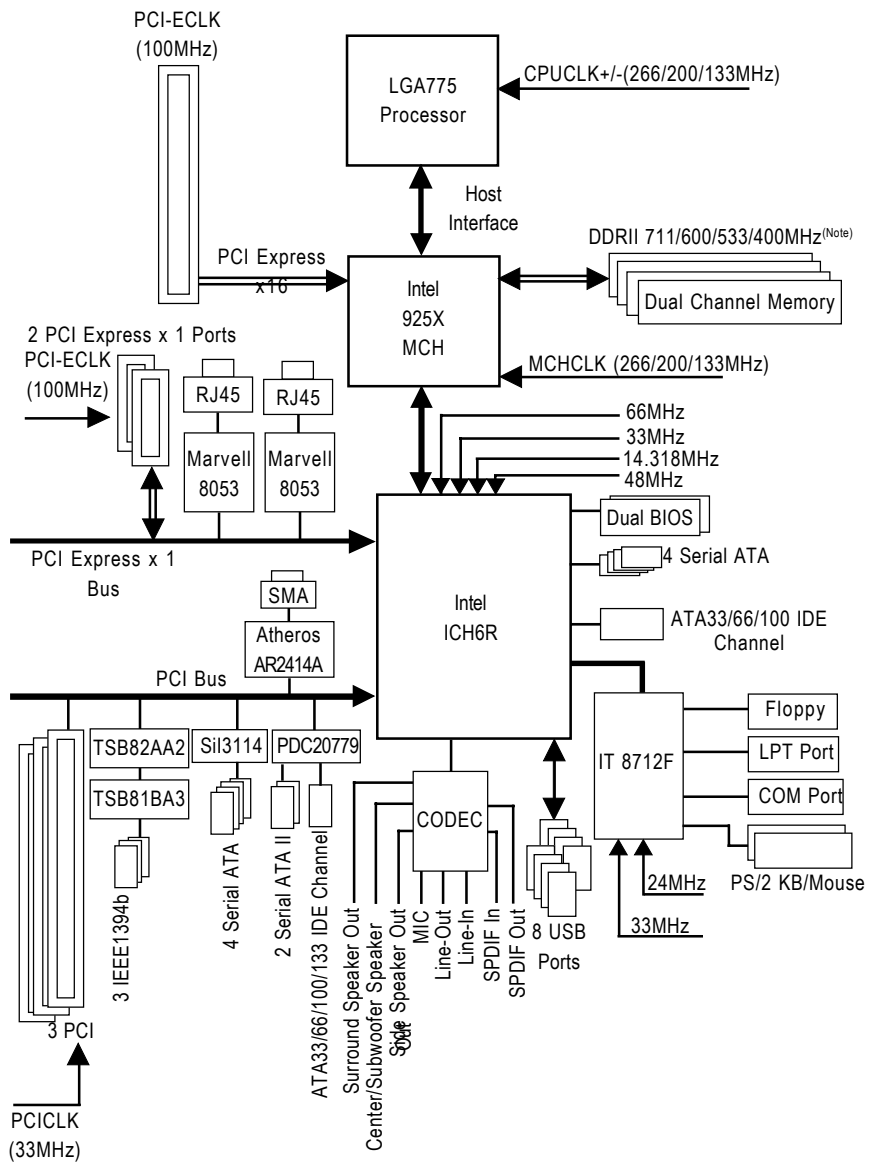 PCI-ECLK
(100MHz)
LGA775
Processor
CPUCLK+/-(266/200/133MHz)
Host
Interface
DDRII 711/600/533/400MHz(Note)
PCI Express
x16
Intel
925X
MCH
Dual Channel Memory
2 PCI Express x 1 Ports
PCI-ECLK
(100MHz)
MCHCLK (266/200/133MHz)
RJ45
RJ45
66MHz
33MHz
14.318MHz
48MHz
Marvell
8053
Marvell
8053
Dual BIOS
4 Serial ATA
PCI Express x 1
Bus
SMA
Intel
ICH6R
ATA33/66/100 IDE
Channel
Atheros
AR2414A
PCI Bus
TSB82AA2
SiI3114
PDC20779
IT 8712F
Floppy
LPT Port
COM Port
PS/2 KB/Mouse
TSB81BA3
CODEC
24MHz
33MHz
3 IEEE1394b
4 Serial ATA
2 Serial ATA II
ATA33/66/100/133 IDE Channel
Surround Speaker Out
Center/Subwoofer Speaker
Out
Side Speaker Out
MIC
Line-Out
Line-In
SPDIF In
SPDIF Out
8 USB
Ports
3 PCI
PCICLK
(33MHz)